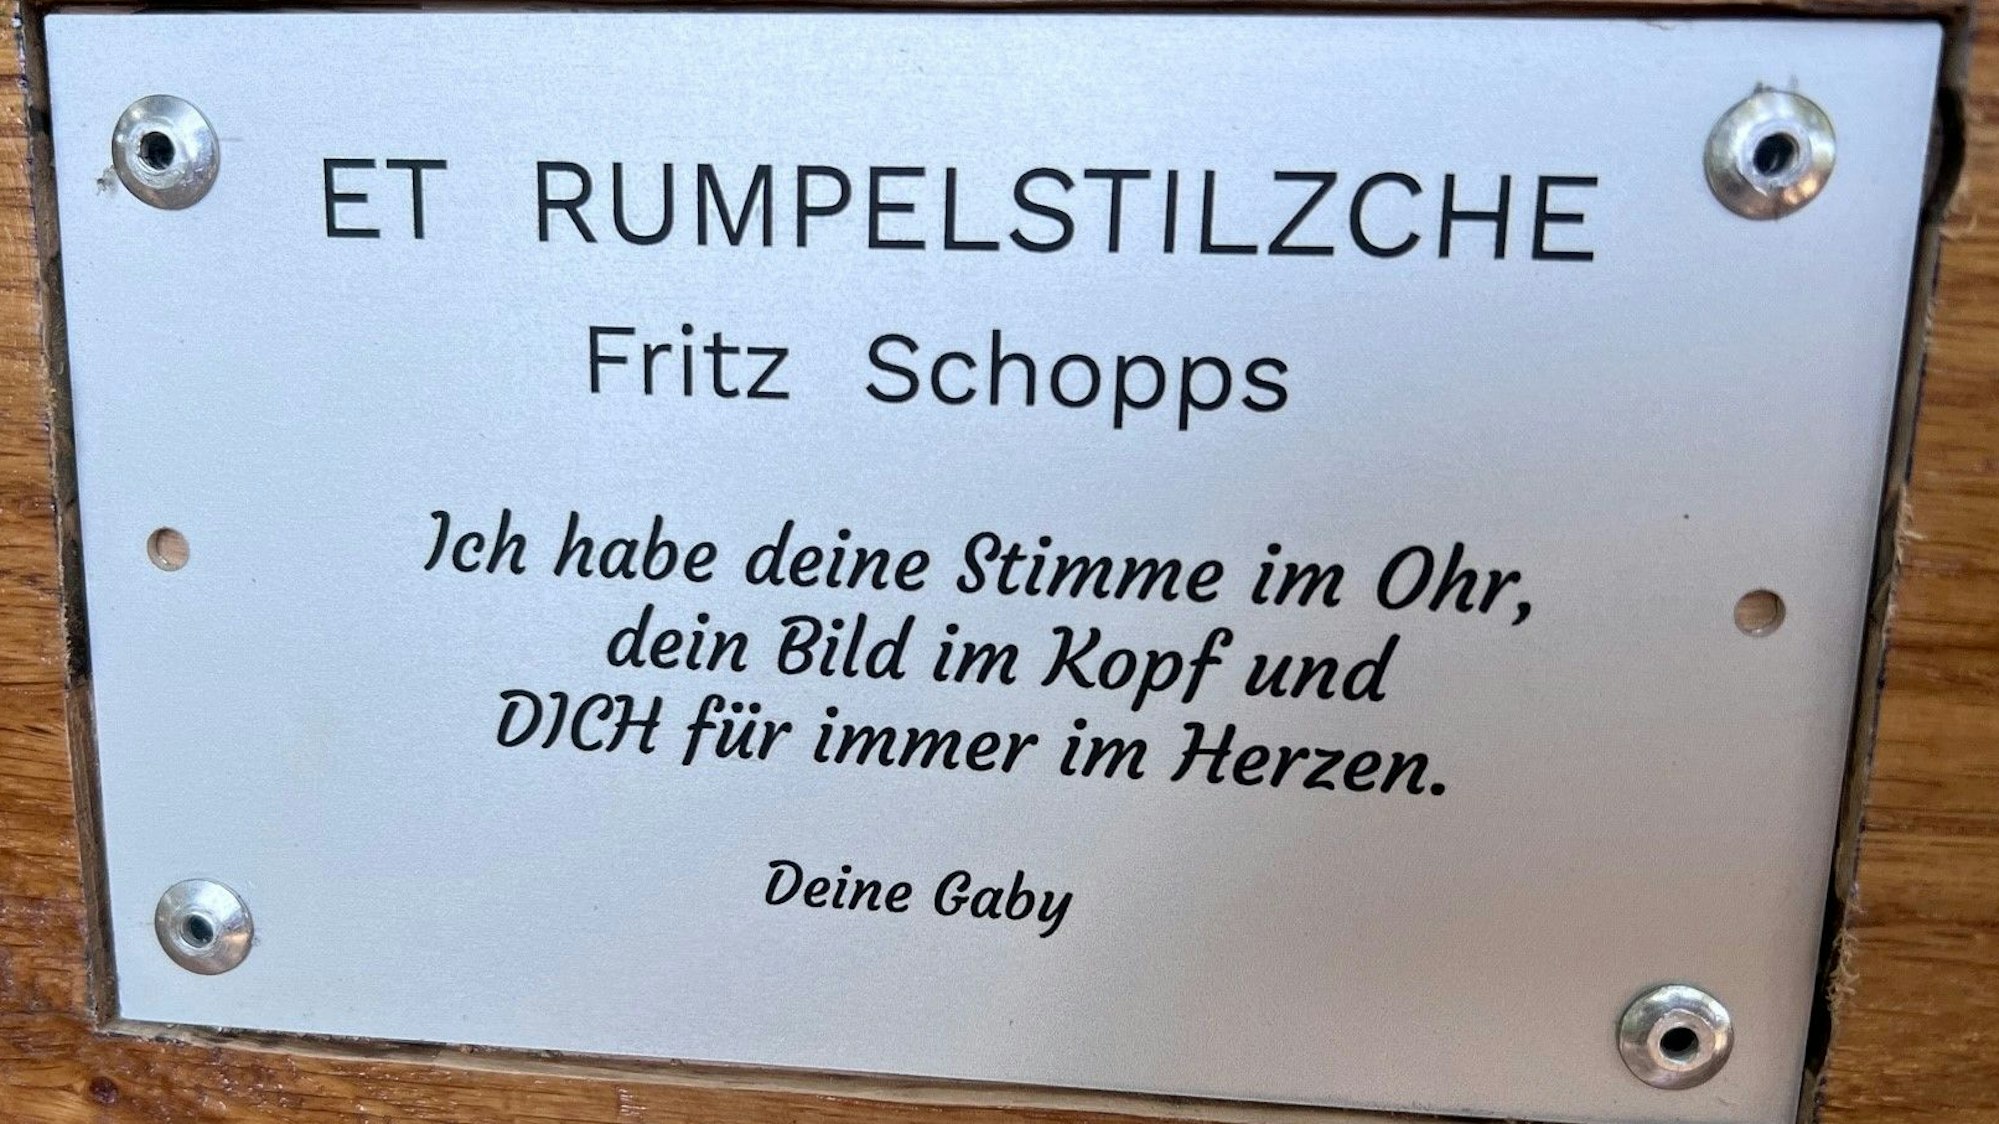 ET RUMPELSTILZCHE
Fritz Schopps
Ich habe deine Stimme im Ohr,
dein Bild im Kopf und
DICH für immer im Herzen.
Deine Gaby